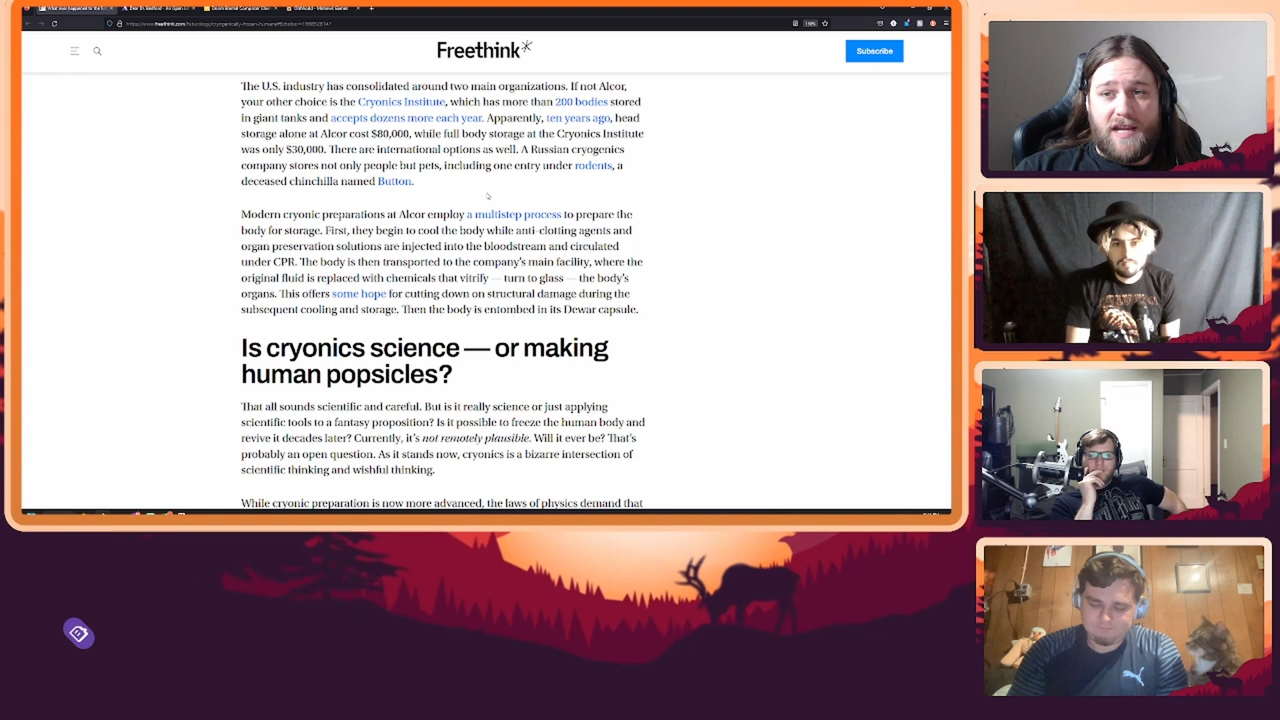 https://www.freethink.com/futurology/cryogenically-frozen-humans
Freethink
Subscribe
The U.S. industry has consolidated around two main organizations. If not Alcor,
your other choice is the Cryonics Institute, which has more than 200 bodies stored
in giant tanks and accepts dozens more each year. Apparently, ten years ago, head
storage alone at Alcor cost $80,000, while full body storage at the Cryonics Institute
was only $30,000. There are international options as well. A Russian cryogenics
company stores not only people but pets, including one entry under rodents, a
deceased chinchilla named Button.
Modern cryonic preparations at Alcor employ a multistep process to prepare the
body for storage. First, they begin to cool the body while anti-clotting agents and
organ preservation solutions are injected into the bloodstream and circulated
under CPR. The body is then transported to the company's main facility, where the
original fluid is replaced with chemicals that vitrify — turn to glass — the body's
organs. This offers some hope for cutting down on structural damage during the
subsequent cooling and storage. Then the body is entombed in its Dewar capsule.
Is cryonics science — or making
human popsicles?
That all sounds scientific and careful. But is it really science or just applying
scientific tools to a fantasy proposition? Is it possible to freeze the human body and
revive it decades later? Currently, it's not remotely plausible. Will it ever be? That's
probably an open question. As it stands now, cryonics is a bizarre intersection of
scientific thinking and wishful thinking.
While cryonic preparation is now more advanced, the laws of physics demand that